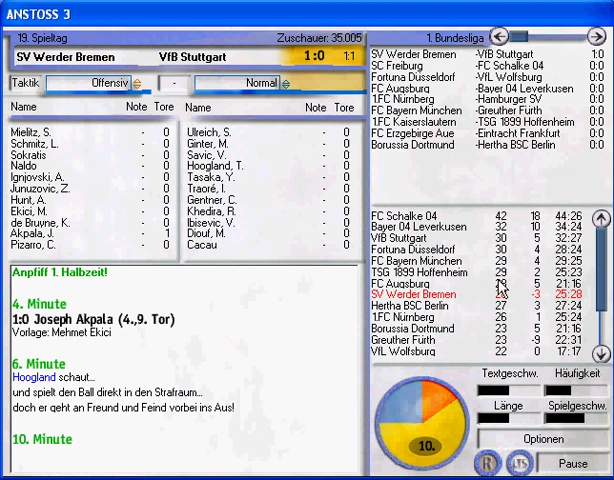 ANSTOSS 3
19. Spieltag Zuschauer: 35.005
SV Werder Bremen VfB Stuttgart 1:0 1:1
Taktik Offensiv - Normal
Name Note Tore Name Note Tore
Mielitz, S. - 0 Ulreich, S. - 0
Schmitz, L. - 0 Ginter, M. - 0
Sokratis - 0 Savic, V. - 0
Naldo - 0 Hoogland, T. - 0
Ignjovski, A. - 0 Tasaka, Y. - 0
Junuzovic, Z. - 0 Traoré, I. - 0
Hunt, A. - 0 Gentner, C. - 0
Ekici, M. - 0 Khedira, R. - 0
de Bruyne, K. - 0 Ibisevic, V. - 0
Akpala, J. - 1 Diouf, M. - 0
Pizarro, C. - 0 Cacau - 0
Anpfiff 1. Halbzeit!
4. Minute
1:0 Joseph Akpala (4.,9. Tor)
Vorlage: Mehmet Ekici
6. Minute
Hoogland schaut...
und spielt den Ball direkt in den Strafraum...
doch er geht an Freund und Feind vorbei ins Aus!
10. Minute
1. Bundesliga
SV Werder Bremen -VfB Stuttgart 1:0
SC Freiburg -FC Schalke 04 0:0
Fortuna Düsseldorf -VfL Wolfsburg 0:0
FC Augsburg -Bayer 04 Leverkusen 0:0
1.FC Nürnberg -Hamburger SV 0:0
FC Bayern München -Greuther Fürth 0:0
1.FC Kaiserslautern -TSG 1899 Hoffenheim 0:0
FC Erzgebirge Aue -Eintracht Frankfurt 0:0
Borussia Dortmund -Hertha BSC Berlin 0:0
FC Schalke 04 42 18 44:26
Bayer 04 Leverkusen 32 10 34:24
VfB Stuttgart 30 5 32:27
Fortuna Düsseldorf 30 4 28:24
FC Bayern München 29 4 29:25
TSG 1899 Hoffenheim 29 2 25:23
FC Augsburg 5 21:16
SV Werder Bremen -3 25:28
Hertha BSC Berlin 27 3 27:24
1.FC Nürnberg 26 1 25:24
Borussia Dortmund 23 5 21:16
Greuther Fürth 23 -9 22:31
VfL Wolfsburg 22 0 17:17
10.
Textgeschw. Häufigkeit
Länge Spielgeschw.
Optionen
R LTS Pause